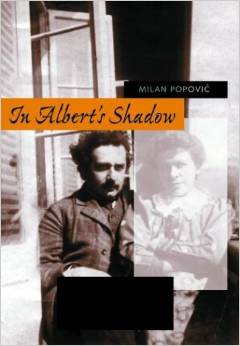 MILAN POPOVIĆ
In Albert's Shadow